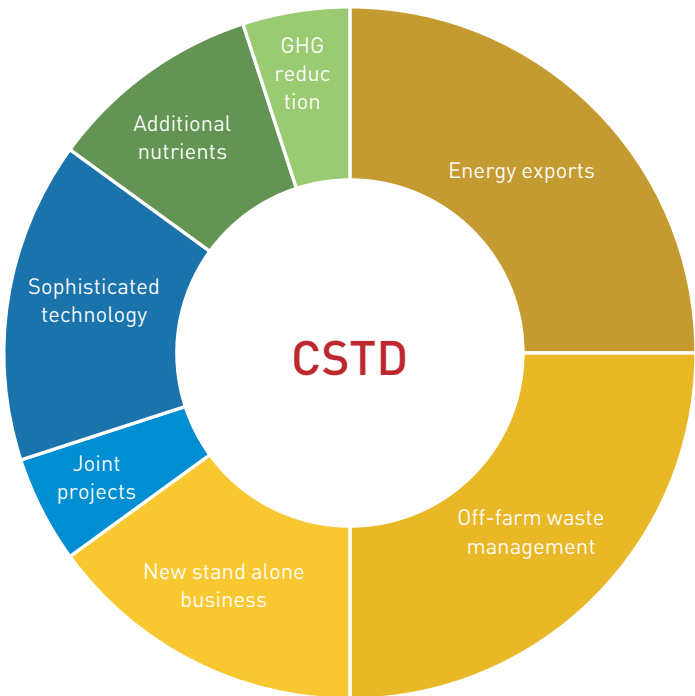 GHG
reduc
tion
Additional
nutrients
Energy exports
Sophisticated
technology
CSTD
Joint
projects
Off-farm waste
management
New stand alone
business